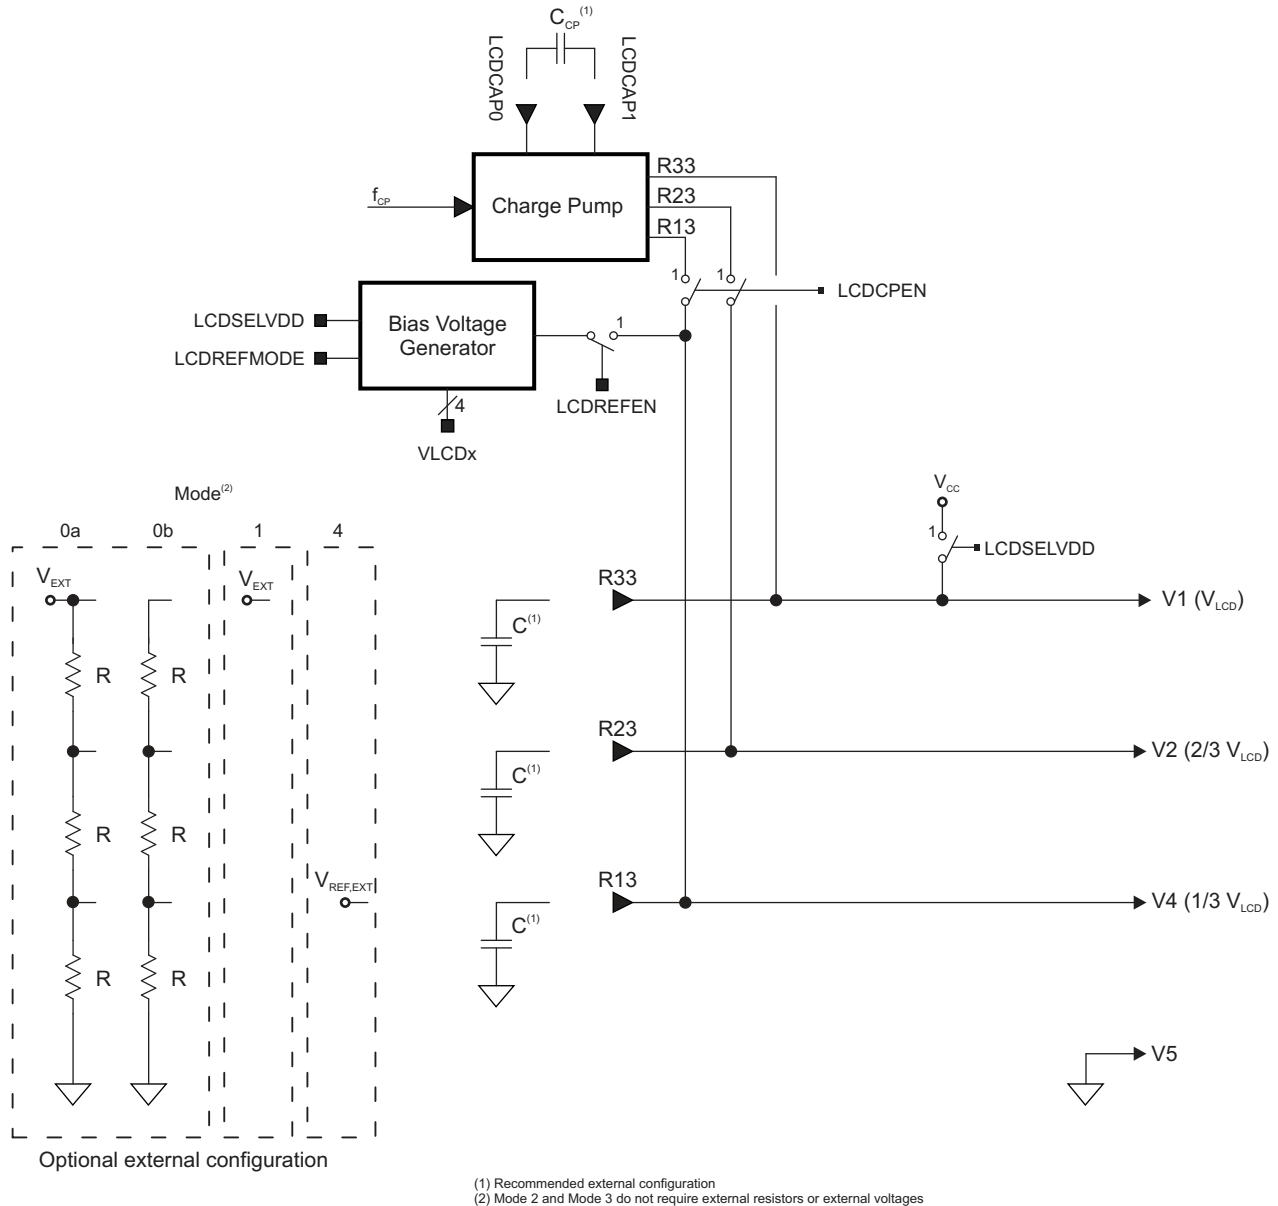 C_CP^(1)
LCDCAP0
LCDCAP1
f_CP
Charge Pump
R33
R23
R13
1
1
LCDCPEN
LCDSELVDD
LCDREFMODE
Bias Voltage
Generator
1
4
VLCDx
LCDREFEN
Mode^(2)
0a
0b
1
4
V_CC
1
LCDSELVDD
V_EXT
V_EXT
C^(1)
R33
V1 (V_LCD)
R
R
C^(1)
R23
V2 (2/3 V_LCD)
R
R
V_REF,EXT
C^(1)
R13
V4 (1/3 V_LCD)
R
R
V5
Optional external configuration
(1) Recommended external configuration
(2) Mode 2 and Mode 3 do not require external resistors or external voltages